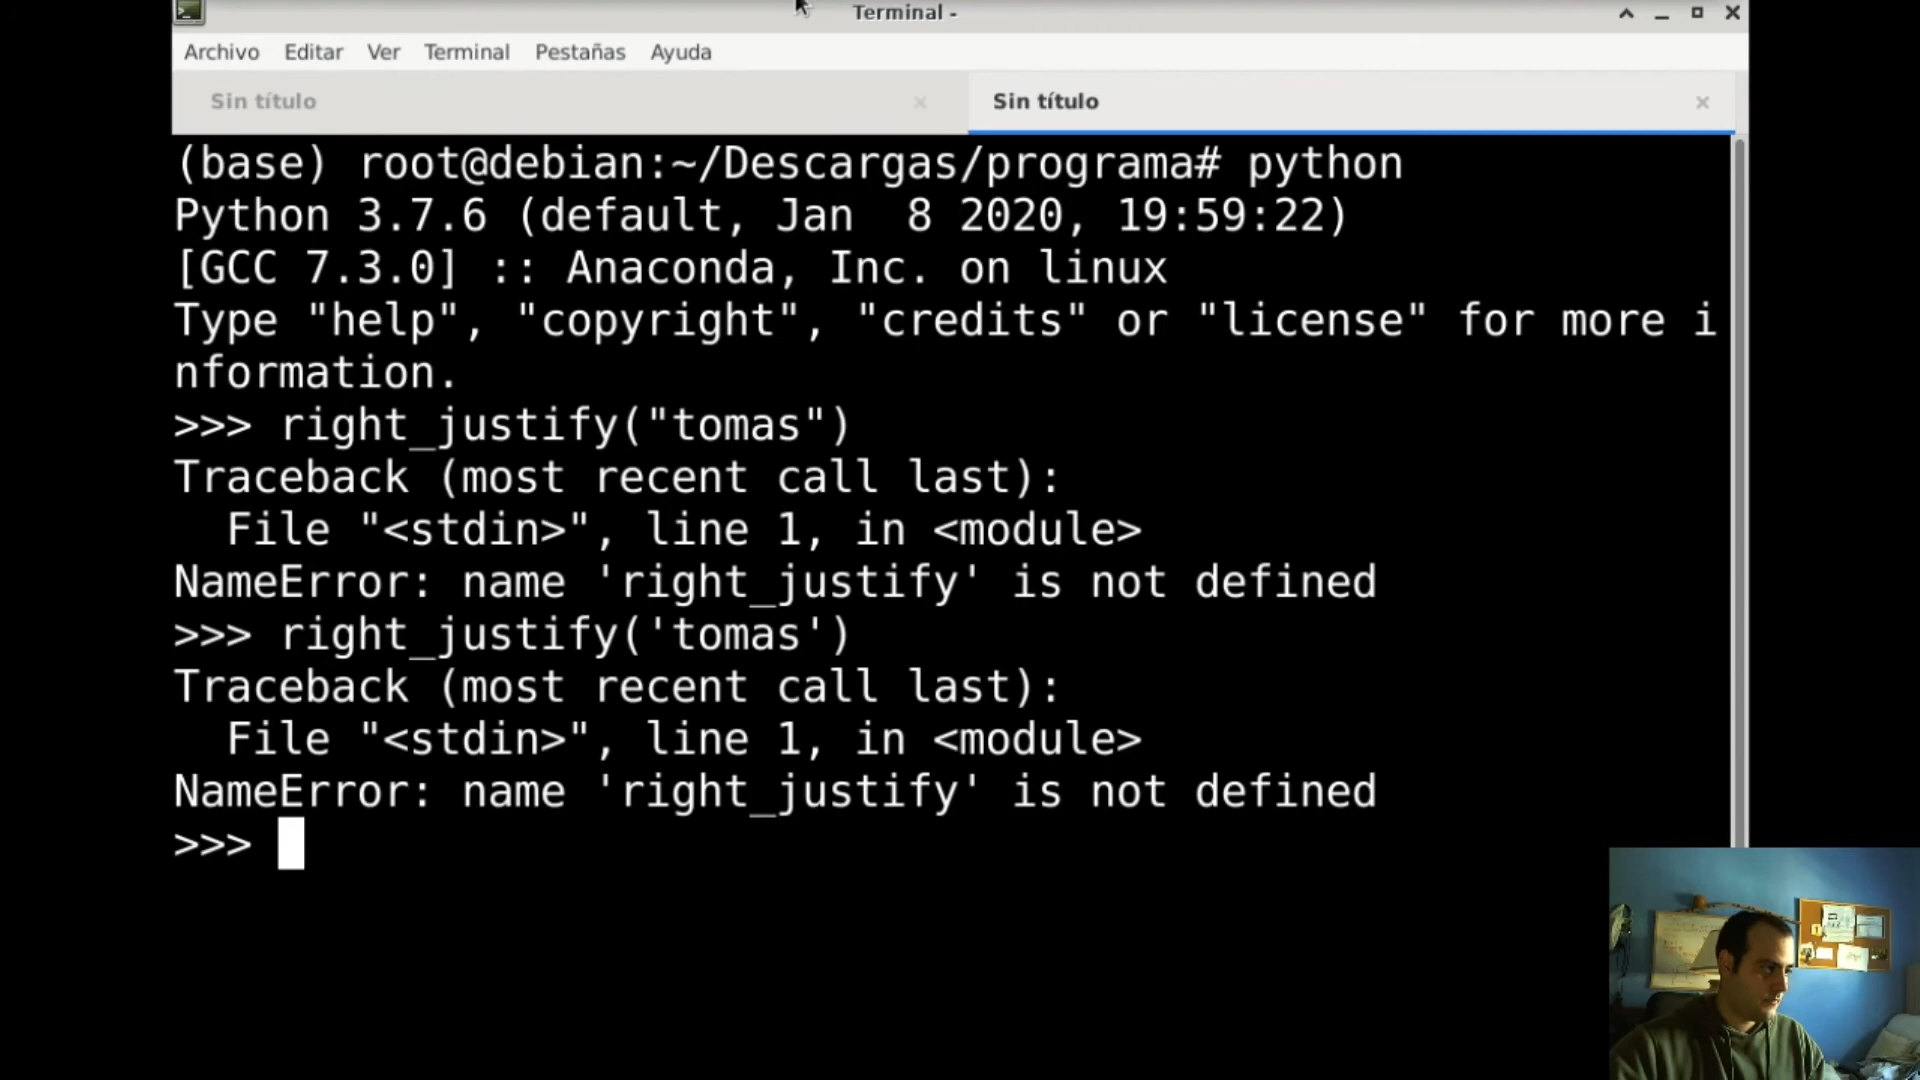 Terminal -
Archivo Editar Ver Terminal Pestañas Ayuda
Sin título
Sin título
(base) root@debian:~/Descargas/programa# python
Python 3.7.6 (default, Jan  8 2020, 19:59:22)
[GCC 7.3.0] :: Anaconda, Inc. on linux
Type "help", "copyright", "credits" or "license" for more i
nformation.
>>> right_justify("tomas")
Traceback (most recent call last):
  File "<stdin>", line 1, in <module>
NameError: name 'right_justify' is not defined
>>> right_justify('tomas')
Traceback (most recent call last):
  File "<stdin>", line 1, in <module>
NameError: name 'right_justify' is not defined
>>>